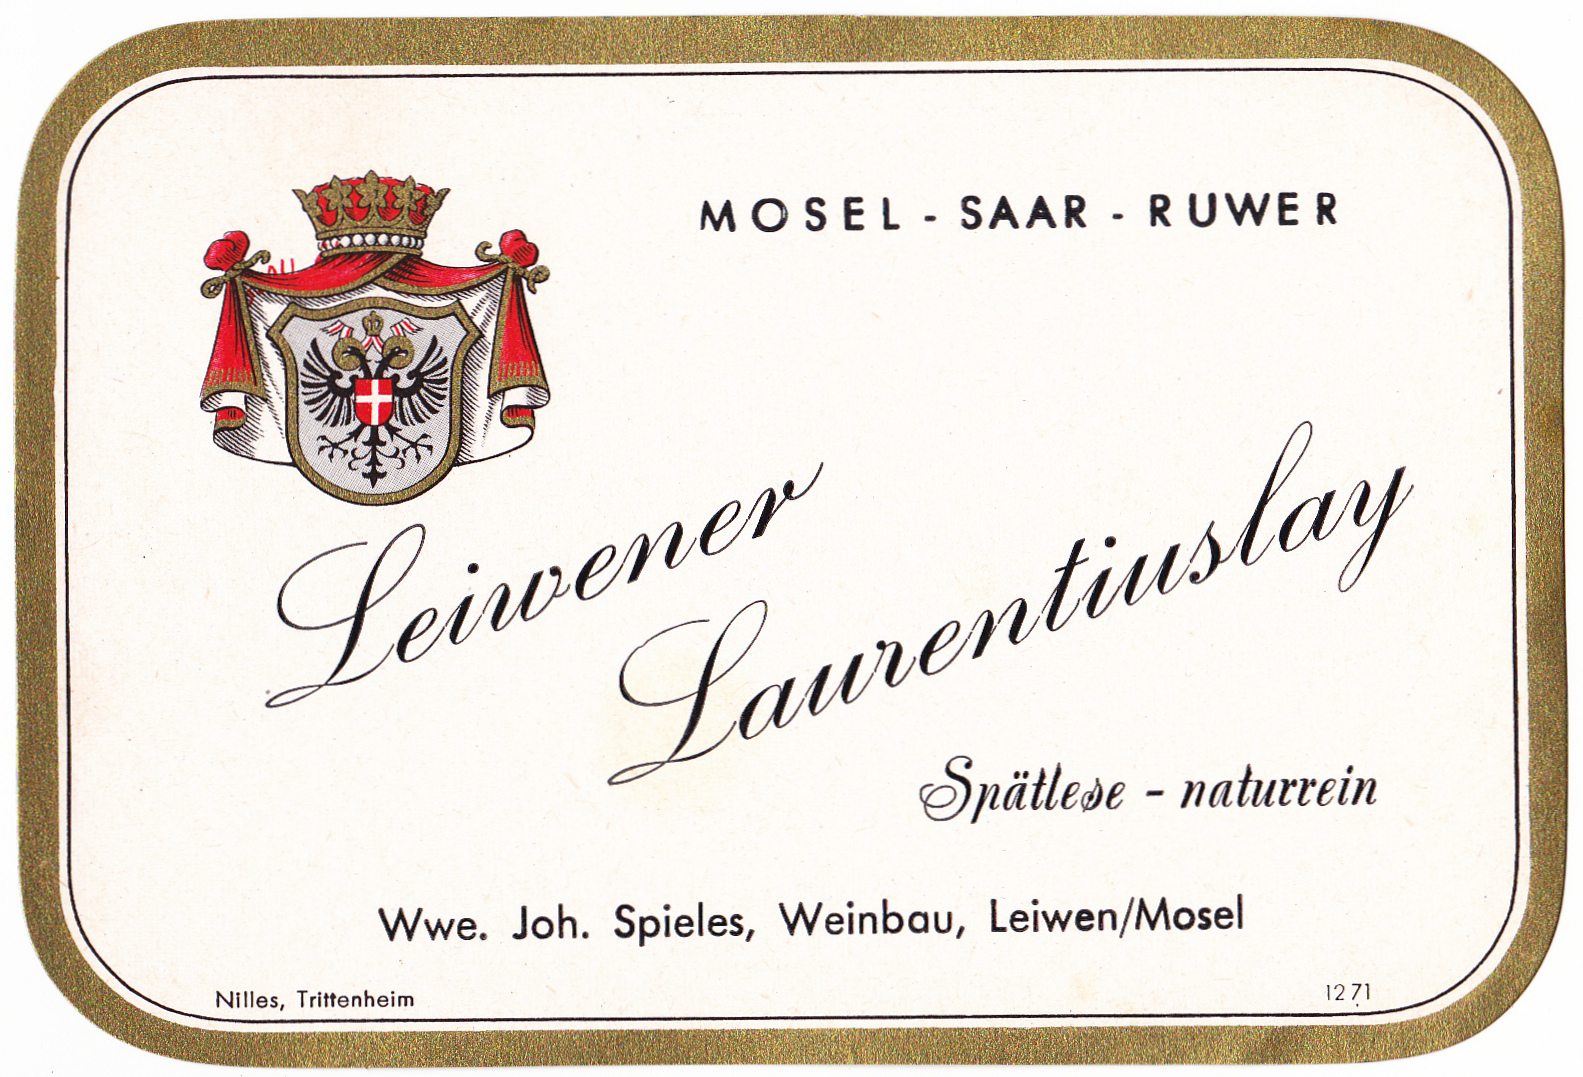 MOSEL - SAAR - RUWER
Leiwener
Laurentiuslay
Spätlese - naturrein
Wwe. Joh. Spieles, Weinbau, Leiwen/Mosel
Nilles, Trittenheim
1271